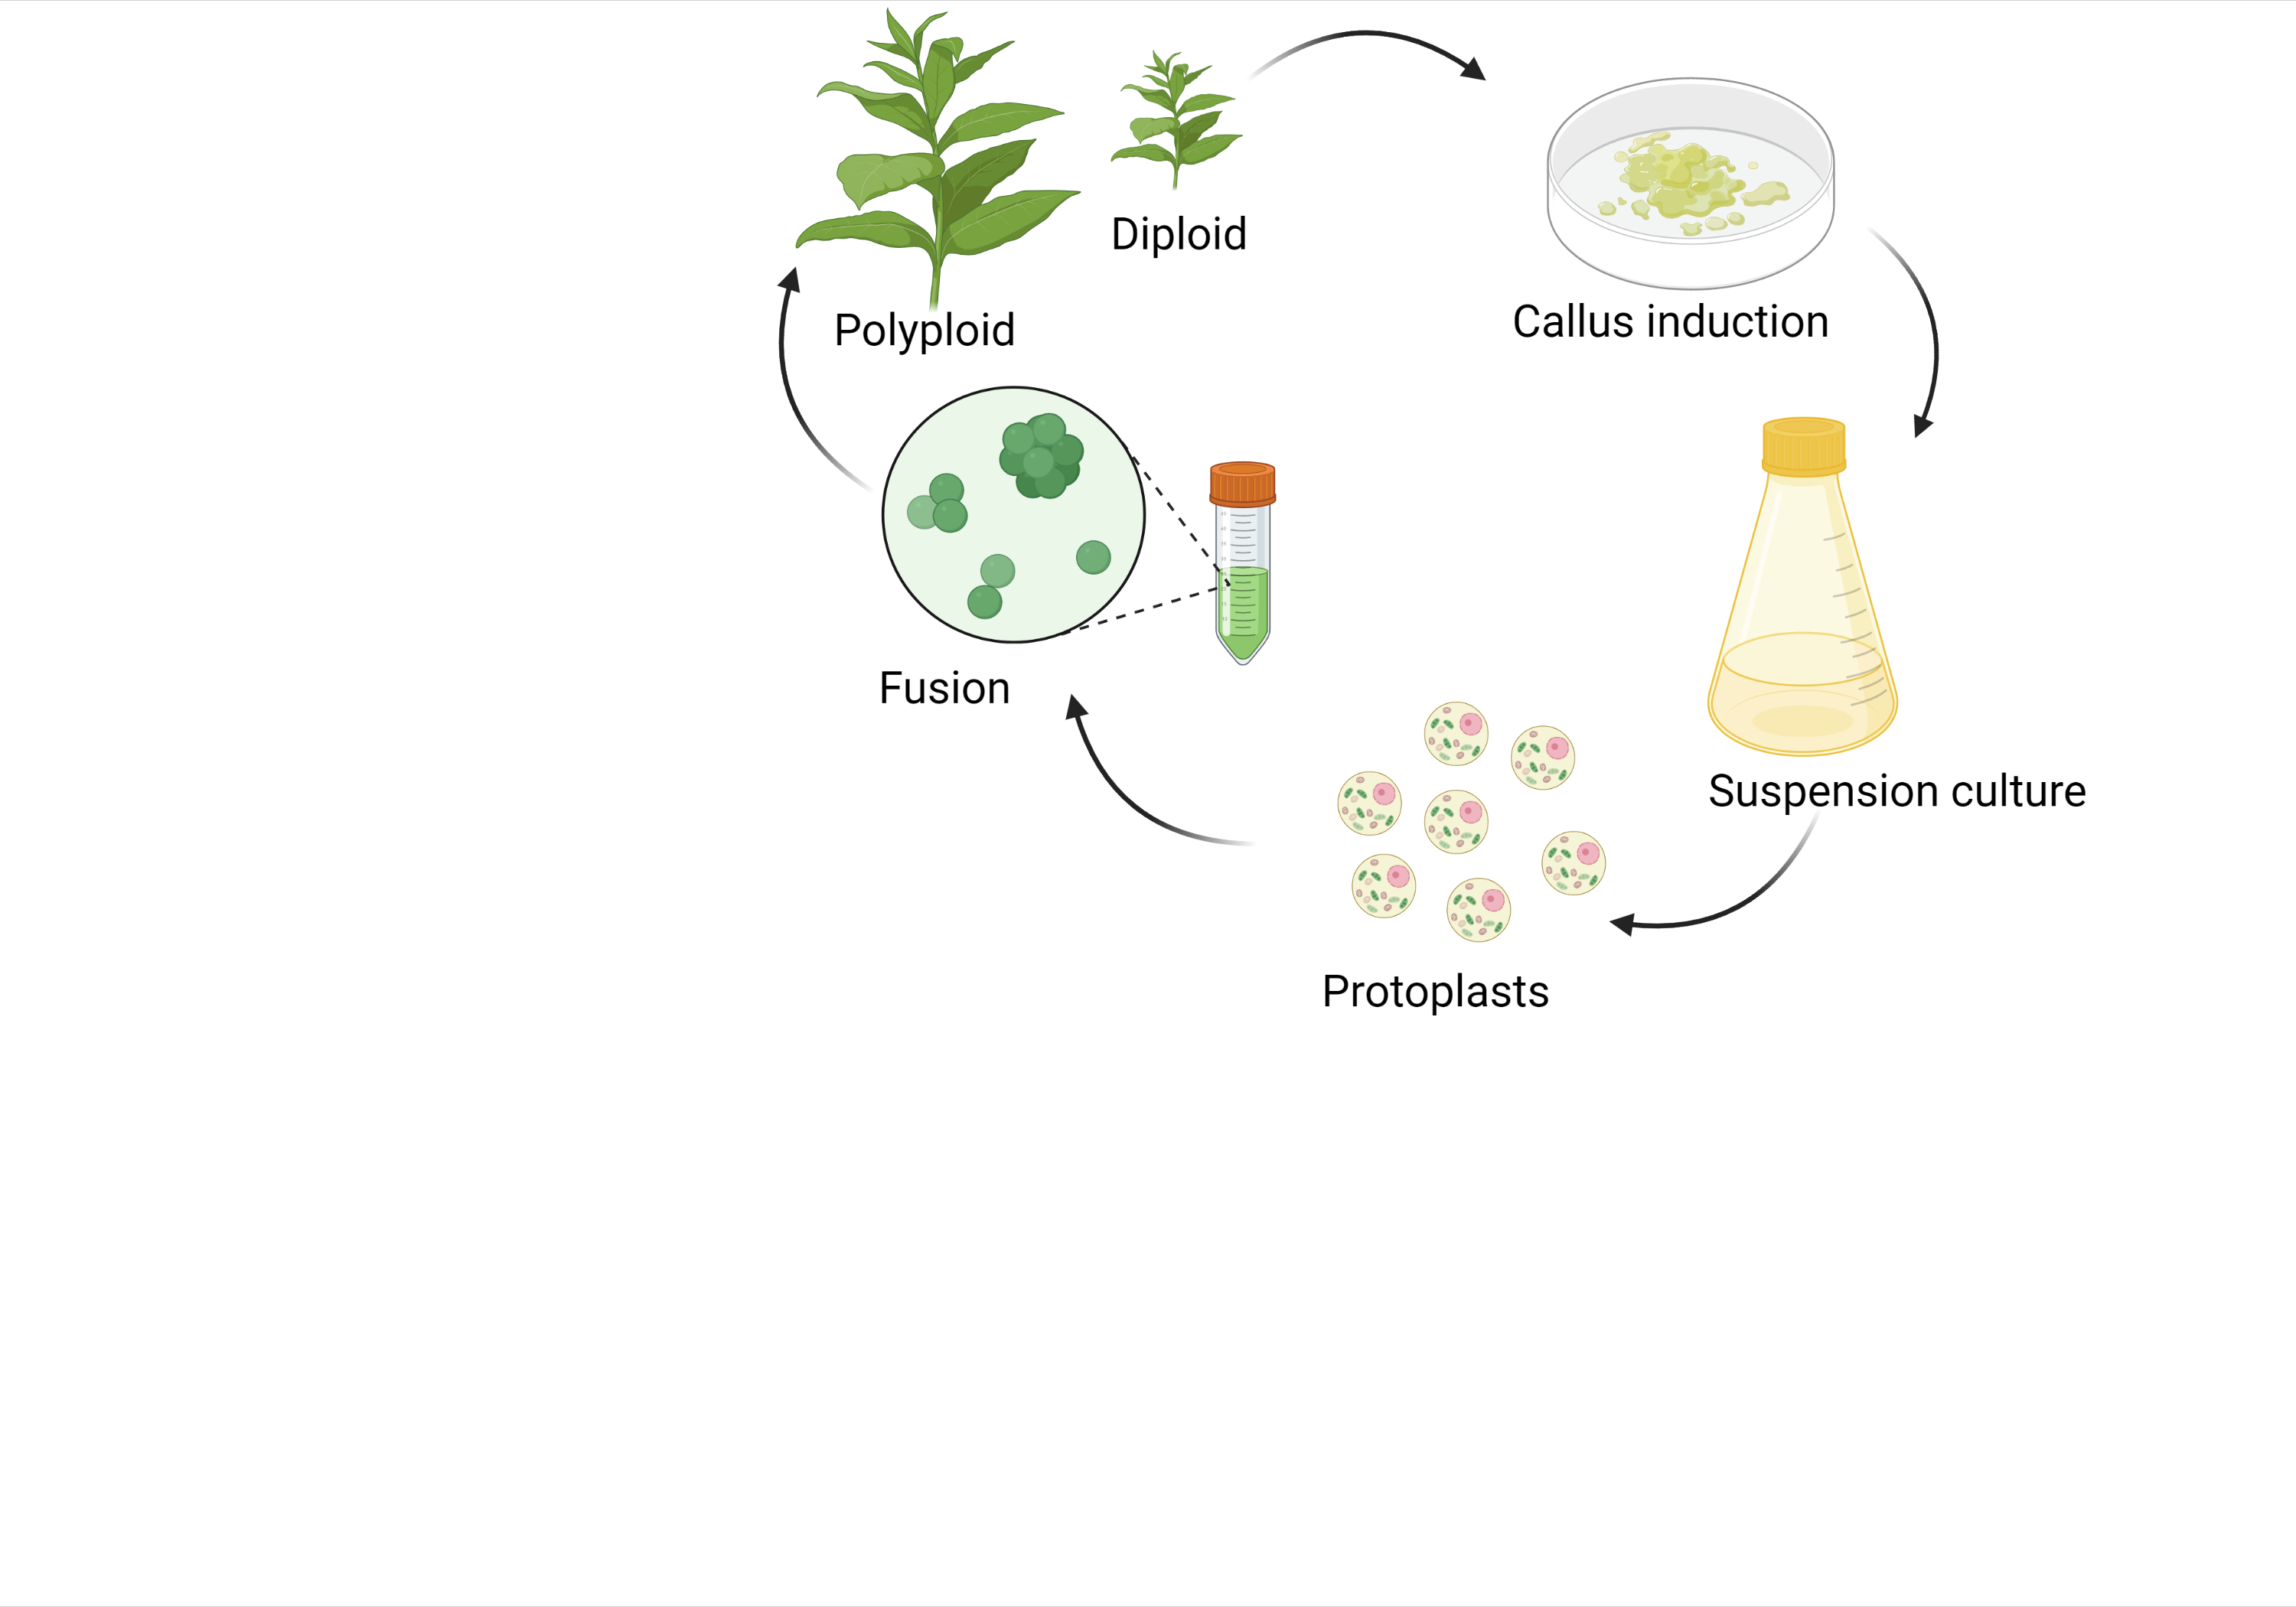 Diploid
Polyploid
Callus induction
Fusion
Suspension culture
Protoplasts